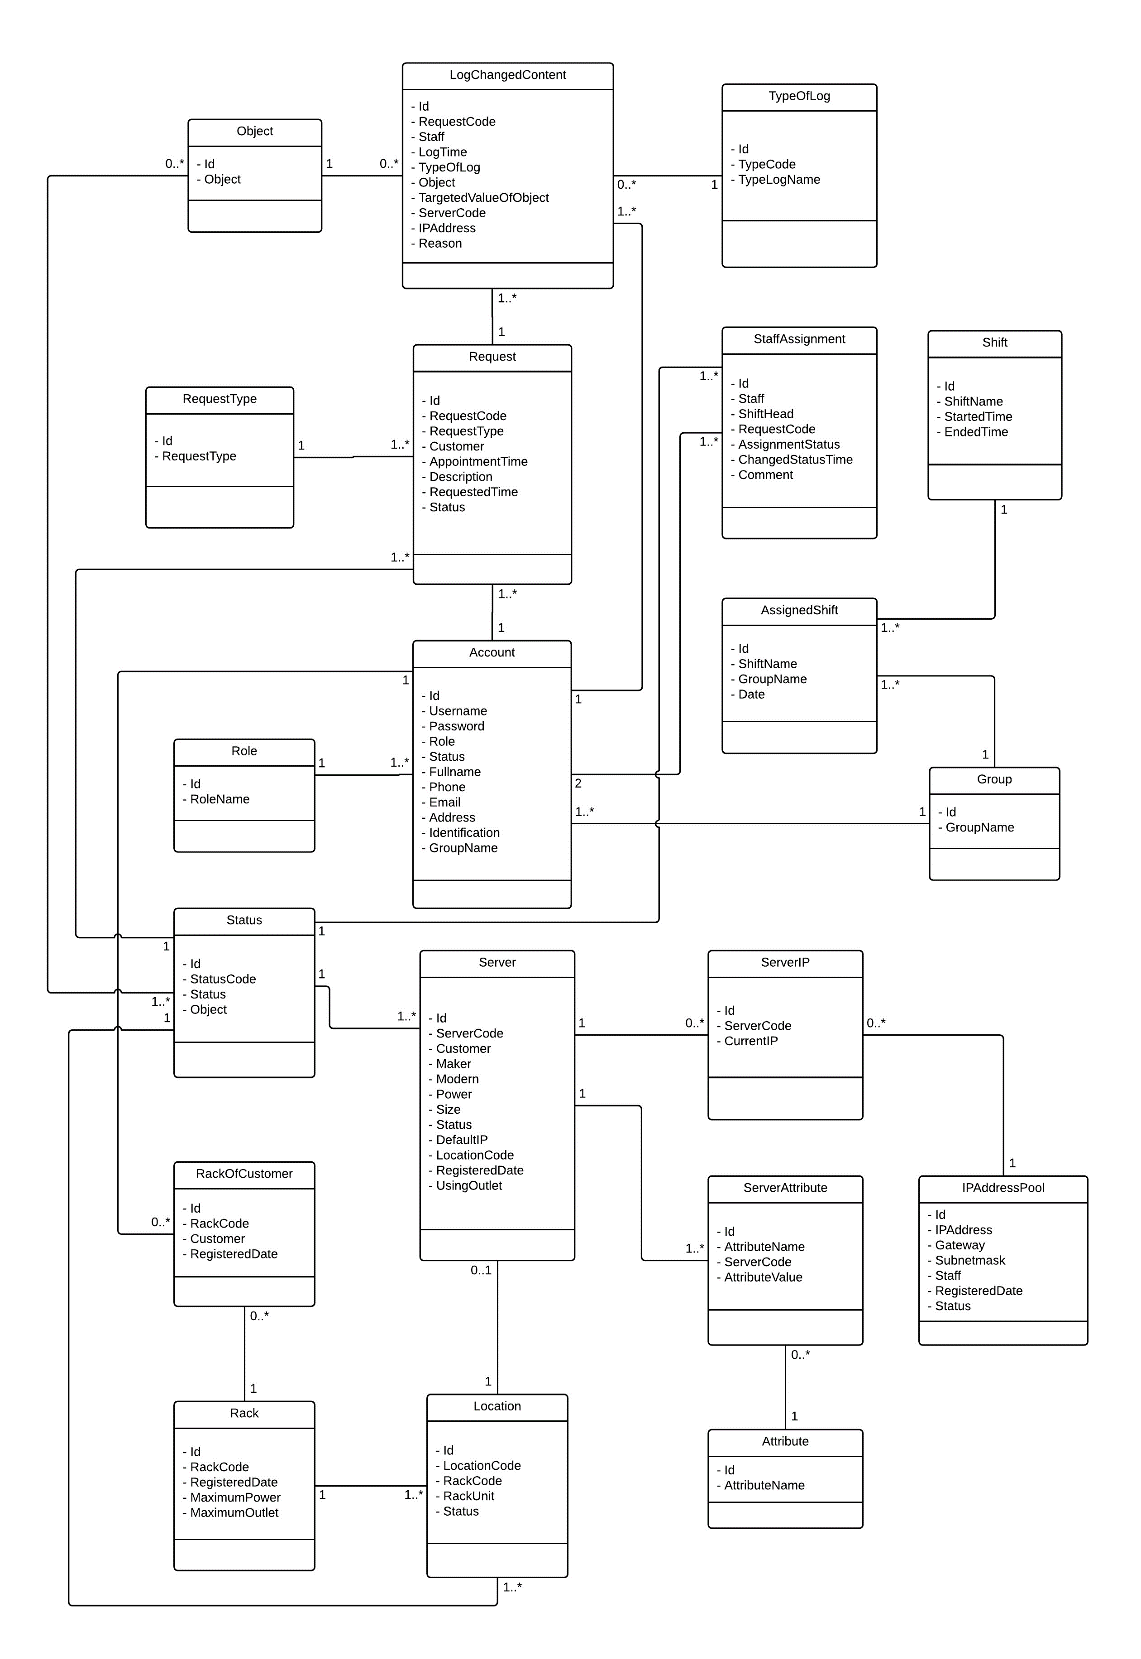 LogChangedContent
- Id
- RequestCode
- Staff
- LogTime
- TypeOfLog
- Object
- TargetedValueOfObject
- ServerCode
- IPAddress
- Reason
TypeOfLog
- Id
- TypeCode
- TypeLogName
Object
- Id
- Object
0..*
1
0..*
0..*
1
1..*
1..*
1
Request
- Id
- RequestCode
- RequestType
- Customer
- AppointmentTime
- Description
- RequestedTime
- Status
StaffAssignment
- Id
- Staff
- ShiftHead
- RequestCode
- AssignmentStatus
- ChangedStatusTime
- Comment
1..*
1..*
Shift
- Id
- ShiftName
- StartedTime
- EndedTime
1
RequestType
- Id
- RequestType
1
1..*
1..*
1..*
1
AssignedShift
- Id
- ShiftName
- GroupName
- Date
1..*
1..*
1
Account
- Id
- Username
- Password
- Role
- Status
- Fullname
- Phone
- Email
- Address
- Identification
- GroupName
1
1
2
1..*
1
Role
- Id
- RoleName
1
1..*
Group
- Id
- GroupName
Status
- Id
- StatusCode
- Status
- Object
1
1
1
1..*
1
1..*
Server
- Id
- ServerCode
- Customer
- Maker
- Modern
- Power
- Size
- Status
- DefaultIP
- LocationCode
- RegisteredDate
- UsingOutlet
1
0..*
1
0..1
ServerIP
- Id
- ServerCode
- CurrentIP
0..*
1
RackOfCustomer
- Id
- RackCode
- Customer
- RegisteredDate
0..*
0..*
1
ServerAttribute
- Id
- AttributeName
- ServerCode
- AttributeValue
1..*
0..*
1
IPAddressPool
- Id
- IPAddress
- Gateway
- Subnetmask
- Staff
- RegisteredDate
- Status
Rack
- Id
- RackCode
- RegisteredDate
- MaximumPower
- MaximumOutlet
1
1..*
1
Location
- Id
- LocationCode
- RackCode
- RackUnit
- Status
1..*
Attribute
- Id
- AttributeName